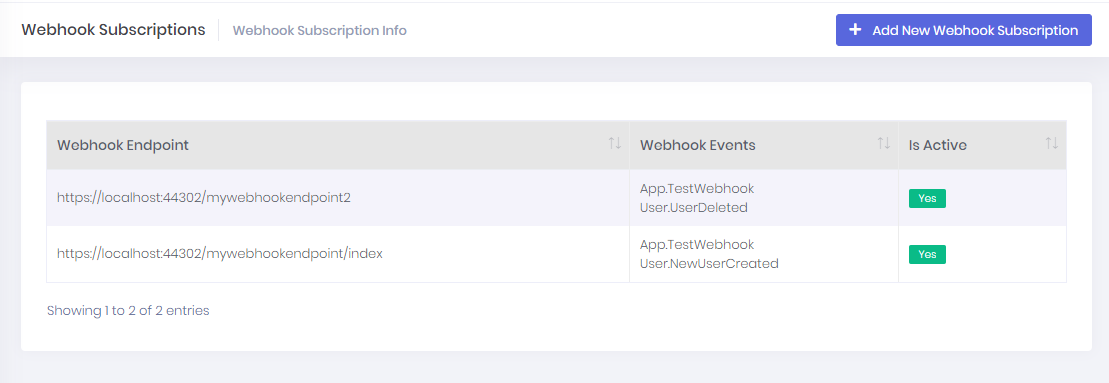 Webhook Subscriptions
Webhook Subscription Info
Add New Webhook Subscription
Webhook Endpoint
Webhook Events
Is Active
https://localhost:44302/mywebhookendpoint2
App.TestWebhook
User.UserDeleted
Yes
https://localhost:44302/mywebhookendpoint/index
App.TestWebhook
User.NewUserCreated
Yes
Showing 1 to 2 of 2 entries